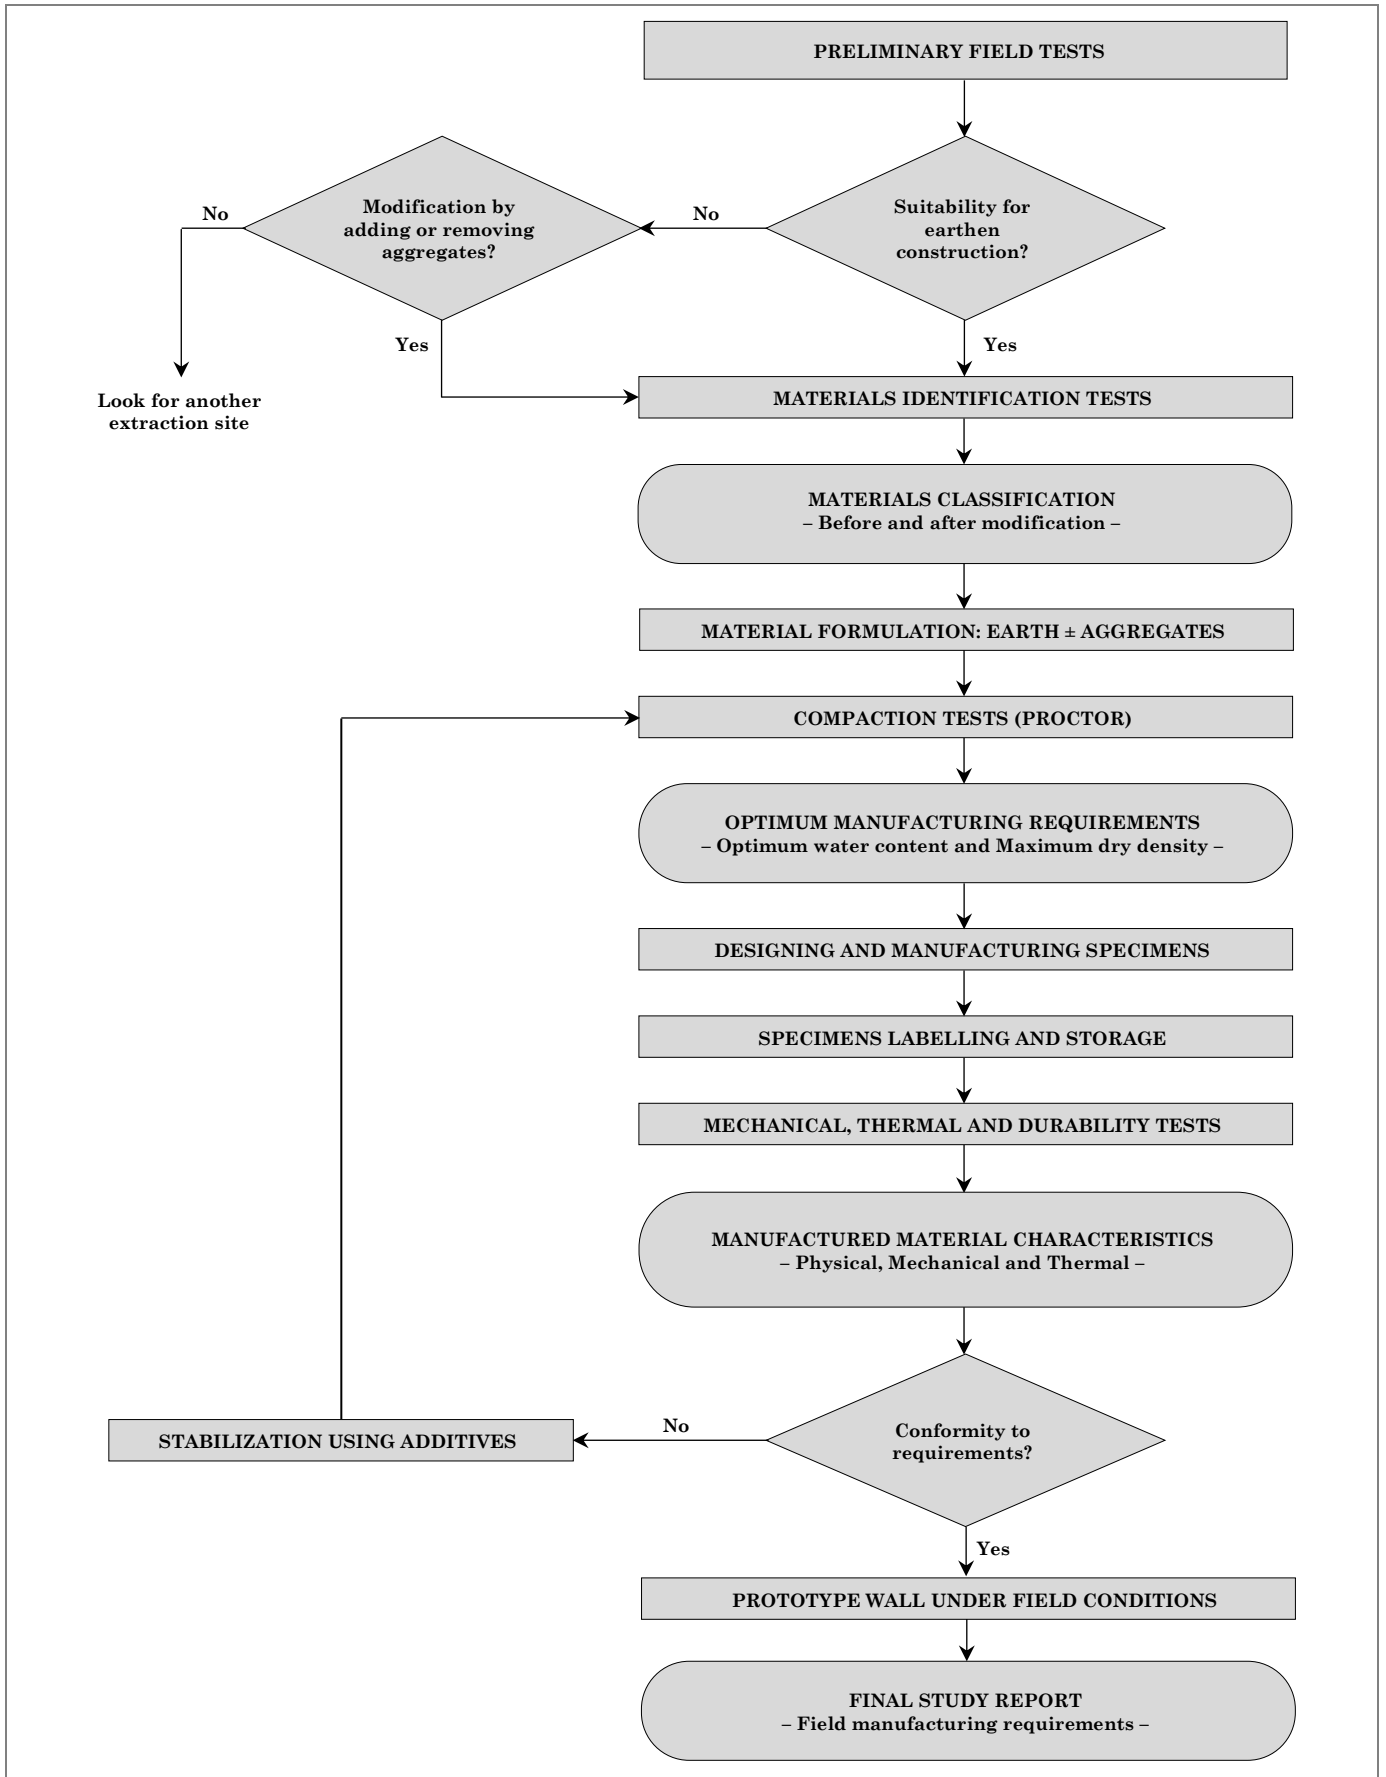 PRELIMINARY FIELD TESTS
No
Modification by
adding or removing
aggregates?
No
Suitability for
earthen
construction?
Yes
Yes
Look for another
extraction site
MATERIALS IDENTIFICATION TESTS
MATERIALS CLASSIFICATION
– Before and after modification –
MATERIAL FORMULATION: EARTH ± AGGREGATES
COMPACTION TESTS (PROCTOR)
OPTIMUM MANUFACTURING REQUIREMENTS
– Optimum water content and Maximum dry density –
DESIGNING AND MANUFACTURING SPECIMENS
SPECIMENS LABELLING AND STORAGE
MECHANICAL, THERMAL AND DURABILITY TESTS
MANUFACTURED MATERIAL CHARACTERISTICS
– Physical, Mechanical and Thermal –
STABILIZATION USING ADDITIVES
No
Conformity to
requirements?
Yes
PROTOTYPE WALL UNDER FIELD CONDITIONS
FINAL STUDY REPORT
– Field manufacturing requirements –